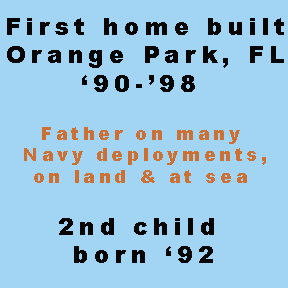 First home built
Orange Park, FL
‘90-’98
Father on many
Navy deployments,
on land & at sea
2nd child
born ‘92